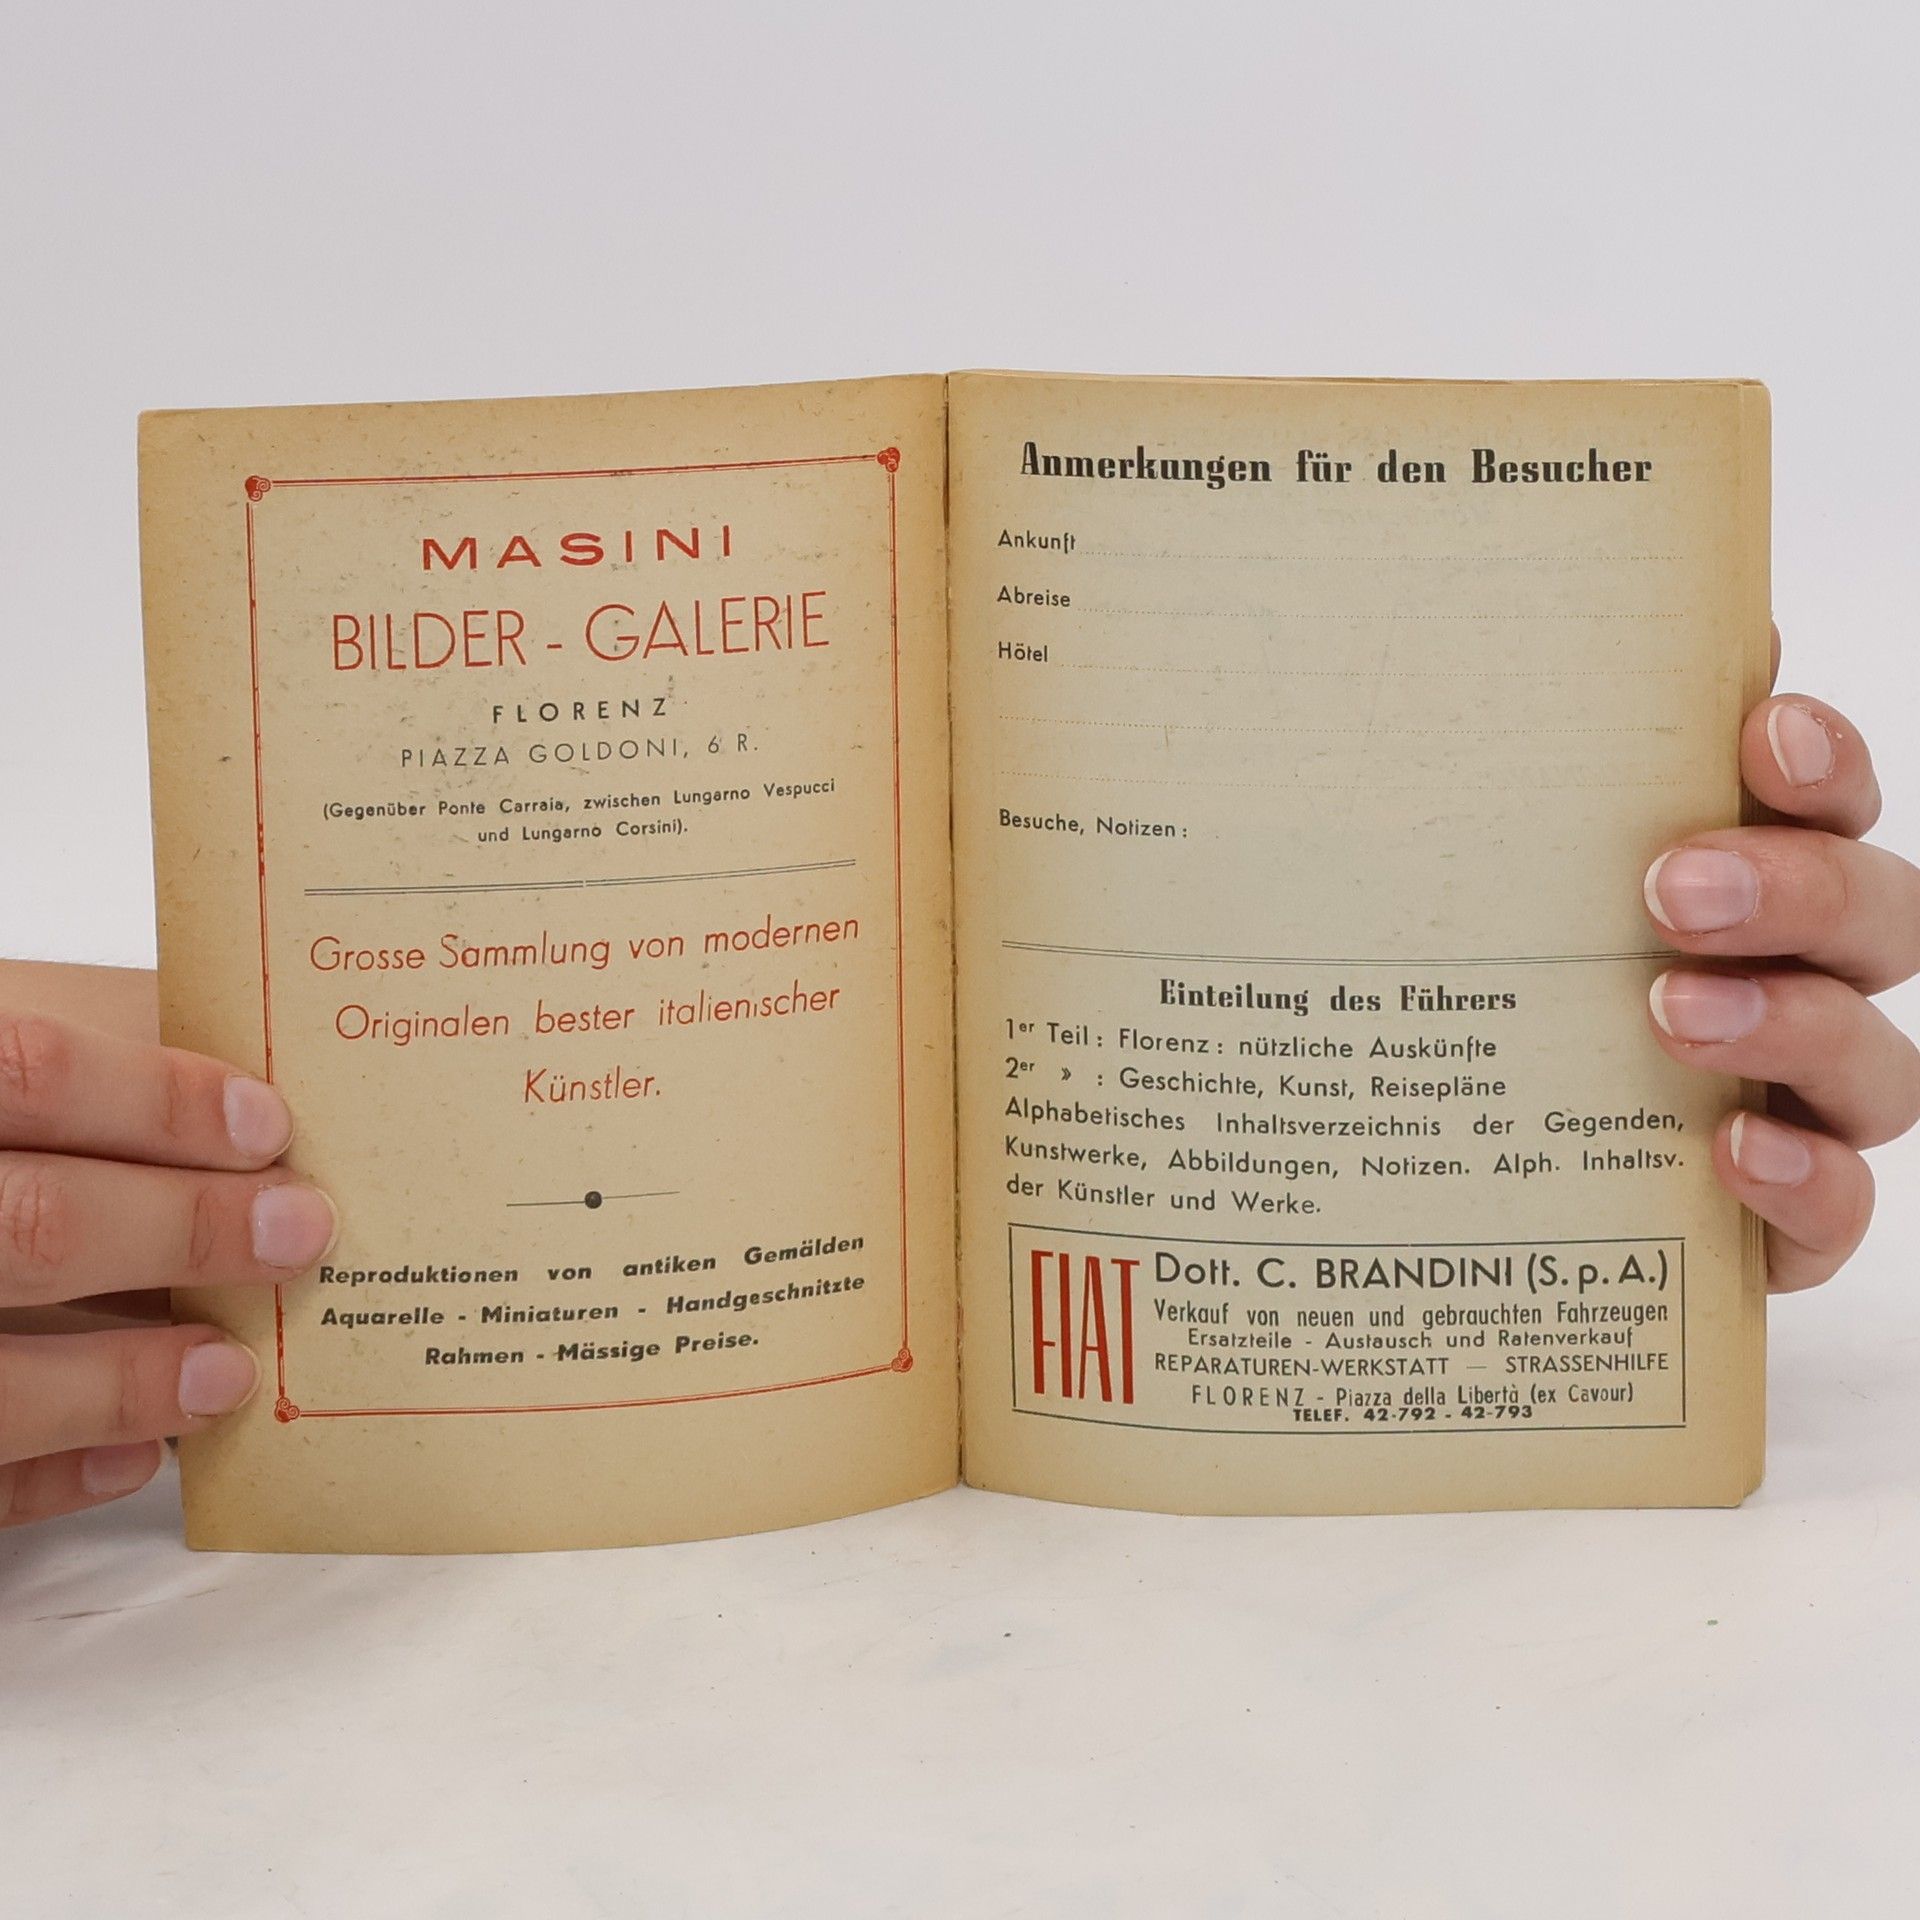 MASINI
BILDER - GALERIE
FLORENZ
PIAZZA GOLDONI, 6 R.
(Gegenüber Ponte Carraia, zwischen Lungarno Vespucci
und Lungarno Corsini).
Grosse Sammlung von modernen
Originalen bester italienischer
Künstler.
Reproduktionen von antiken Gemälden
Aquarelle - Miniaturen - Handgeschnitzte
Rahmen - Mässige Preise.
Anmerkungen für den Besucher
Ankunft
Abreise
Hôtel
Besuche, Notizen :
Einteilung des Führers
1er Teil : Florenz : nützliche Auskünfte
2er » : Geschichte, Kunst, Reisepläne
Alphabetisches Inhaltsverzeichnis der Gegenden,
Kunstwerke, Abbildungen, Notizen. Alph. Inhaltsv.
der Künstler und Werke.
FIAT
Dott. C. BRANDINI (S. p. A.)
Verkauf von neuen und gebrauchten Fahrzeugen
Ersatzteile - Austausch und Ratenverkauf
REPARATUREN-WERKSTATT — STRASSENHILFE
FLORENZ - Piazza della Libertà (ex Cavour)
TELEF. 42-792 - 42-793